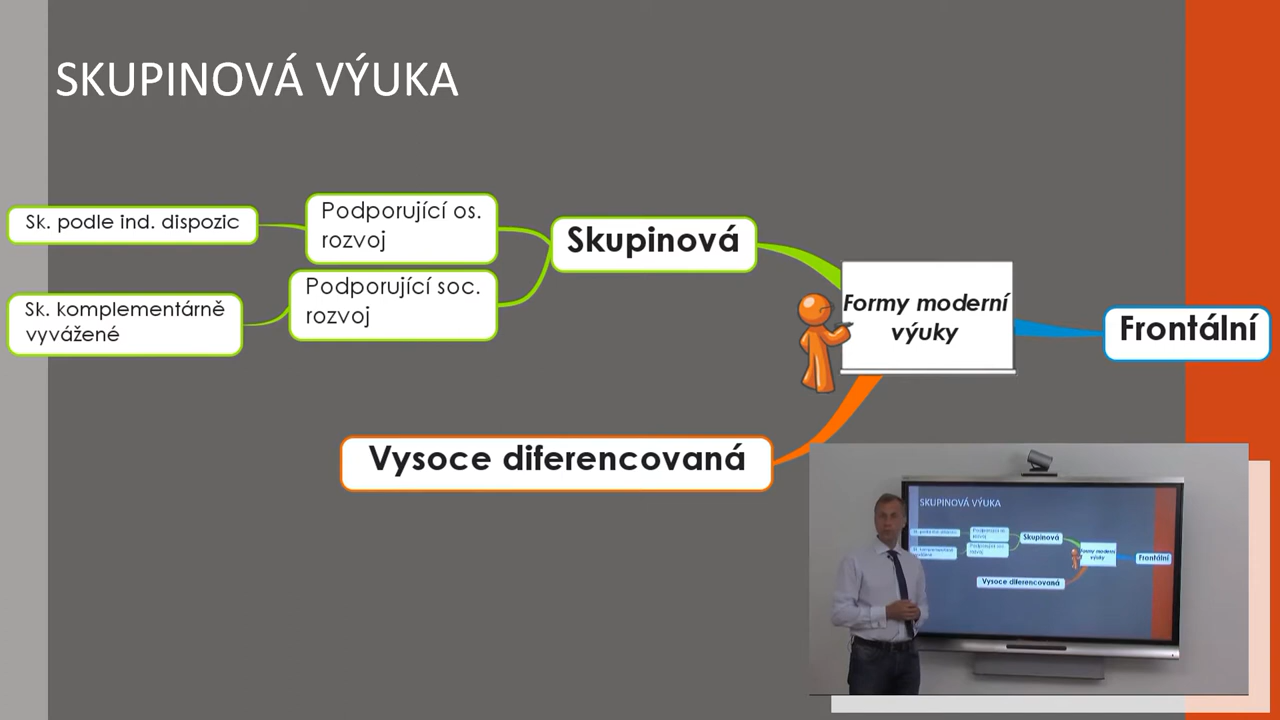 SKUPINOVÁ VÝUKA
Sk. podle ind. dispozic
Podporující os.
rozvoj
Skupinová
Sk. komplementárně
vyvážené
Podporující soc.
rozvoj
Formy moderní
výuky
Frontální
Vysoce diferencovaná
SKUPINOVÁ VÝUKA
Skupinová
Formy moderní
výuky
Frontální
Vysoce diferencovaná